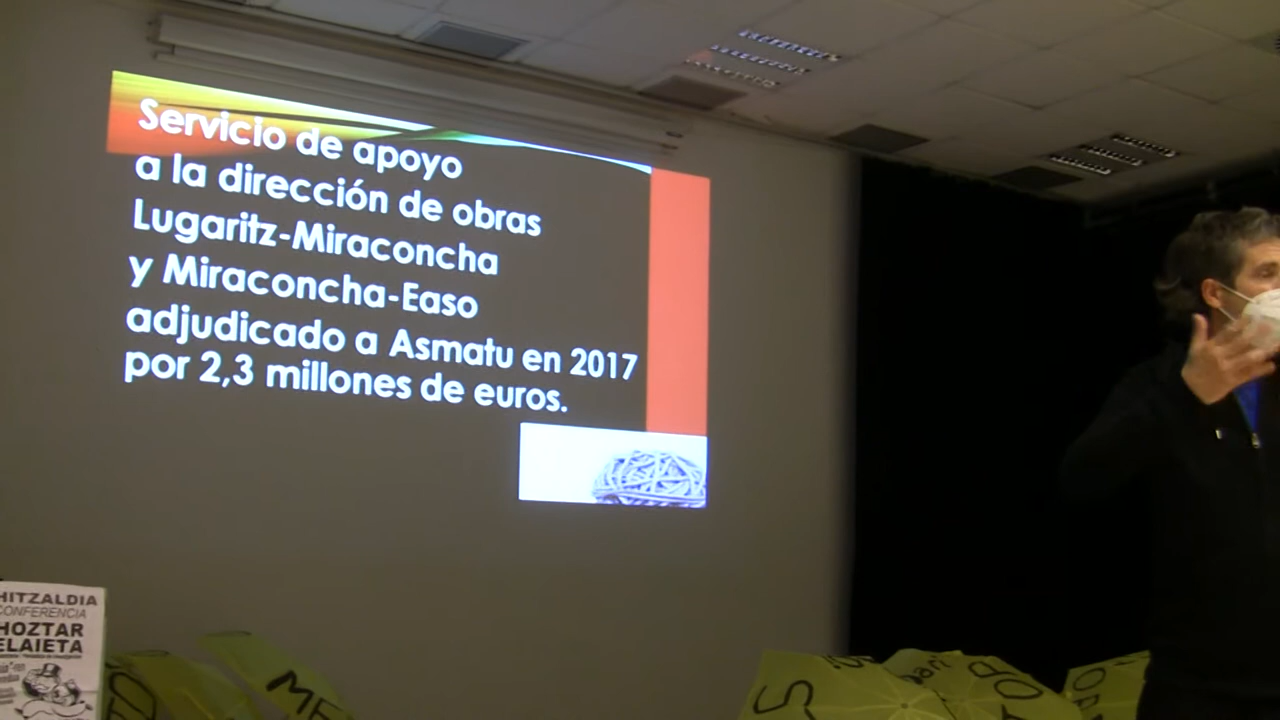 Servicio de apoyo
a la dirección de obras
Lugaritz-Miraconcha
y Miraconcha-Easo
adjudicado a Asmatu en 2017
por 2,3 millones de euros.
HITZALDIA
CONFERENCIA
HOZTAR
ELAIETA
ME
S